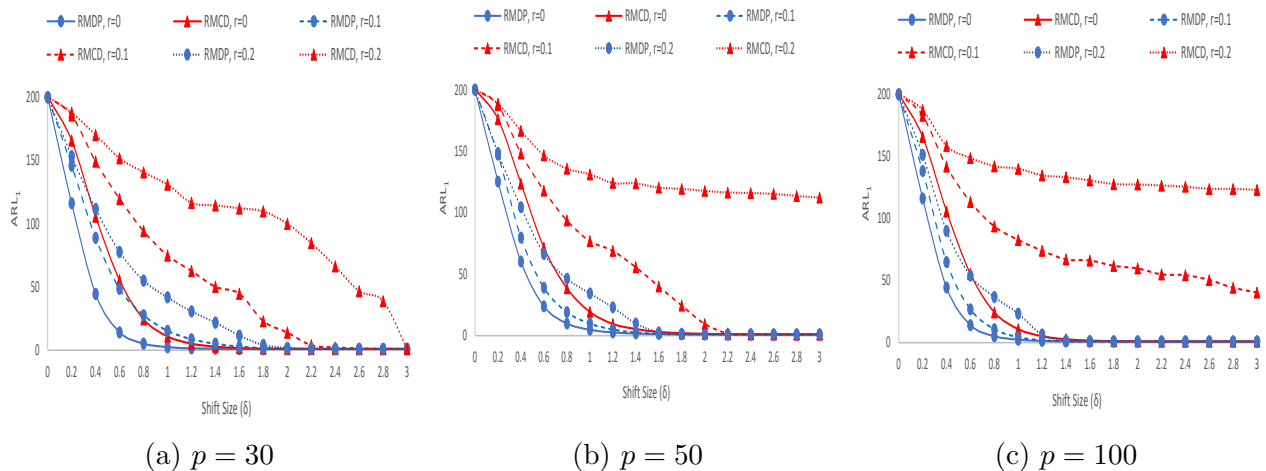 RMDP, r=0 RMCD, r=0 RMDP, r=0.1
RMCD, r=0.1 RMDP, r=0.2 RMCD, r=0.2
200
150
100
50
0
ARL₁
0 0.2 0.4 0.6 0.8 1 1.2 1.4 1.6 1.8 2 2.2 2.4 2.6 2.8 3
Shift Size (δ)
(a) p = 30
RMDP, r=0 RMCD, r=0 RMDP, r=0.1
RMCD, r=0.1 RMDP, r=0.2 RMCD, r=0.2
200
150
100
50
0
ARL₁
0 0.2 0.4 0.6 0.8 1 1.2 1.4 1.6 1.8 2 2.2 2.4 2.6 2.8 3
Shift Size (δ)
(b) p = 50
RMDP, r=0 RMCD, r=0 RMDP, r=0.1
RMCD, r=0.1 RMDP, r=0.2 RMCD, r=0.2
200
150
100
50
0
ARL₁
0 0.2 0.4 0.6 0.8 1 1.2 1.4 1.6 1.8 2 2.2 2.4 2.6 2.8 3
Shift Size (δ)
(c) p = 100